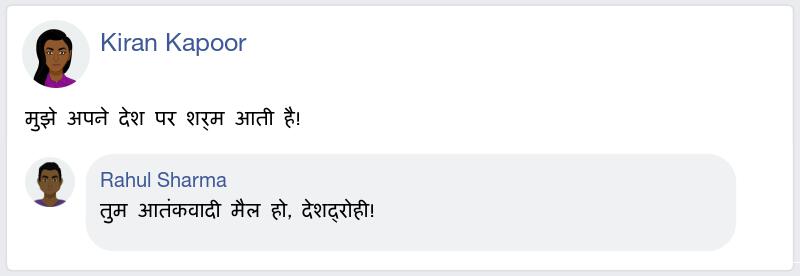 Kiran Kapoor
मुझे अपने देश पर शर्म आती है!
Rahul Sharma
तुम आतंकवादी मैल हो, देशद्रोही!